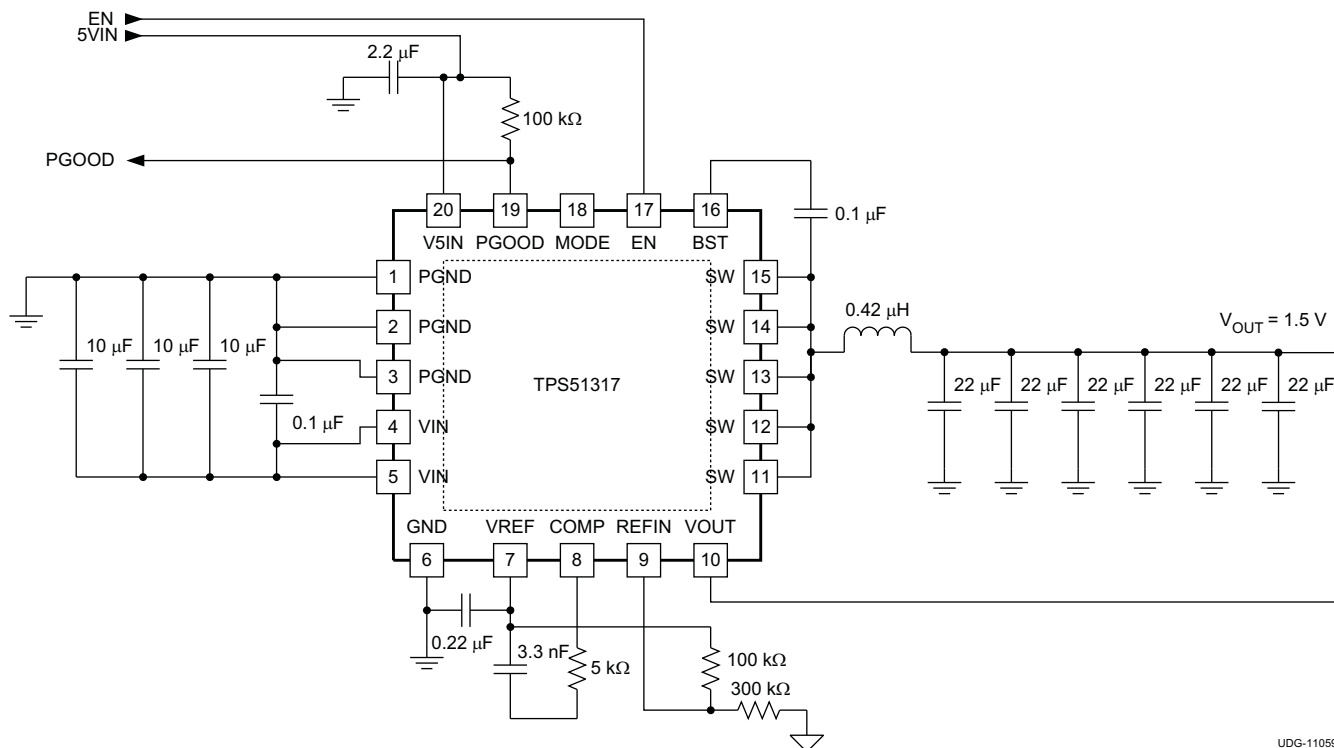 EN
5VIN
2.2 μF
100 kΩ
PGOOD
20
19
18
17
16
0.1 μF
V5IN
PGOOD
MODE
EN
BST
1
PGND
SW
15
2
PGND
SW
14
0.42 μH
VOUT = 1.5 V
10 μF
10 μF
10 μF
3
PGND
TPS51317
SW
13
22 μF
22 μF
22 μF
22 μF
22 μF
22 μF
0.1 μF
4
VIN
SW
12
5
VIN
SW
11
GND
VREF
COMP
REFIN
VOUT
6
7
8
9
10
0.22 μF
3.3 nF
5 kΩ
100 kΩ
300 kΩ
UDG-11059